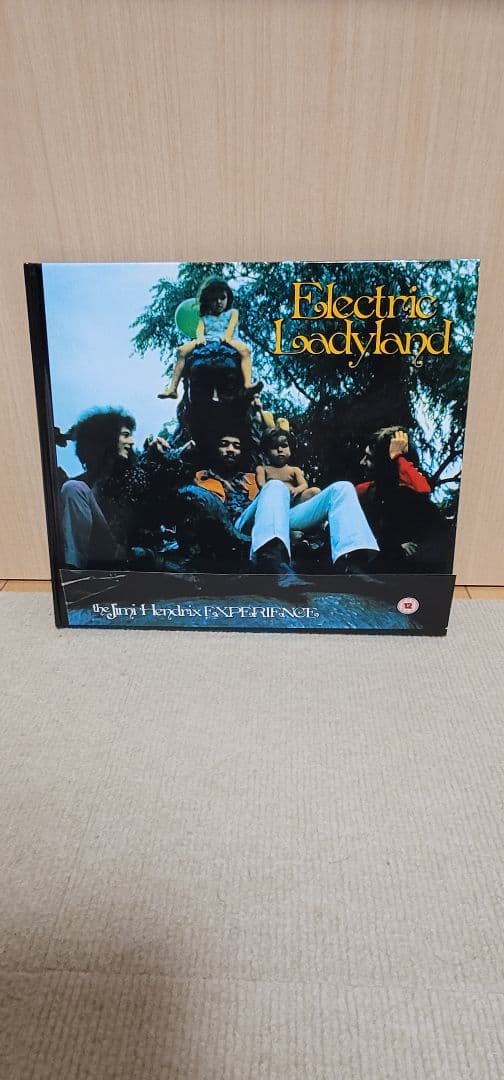 Electric
Ladyland
the Jimi Hendrix EXPERIENCE
12